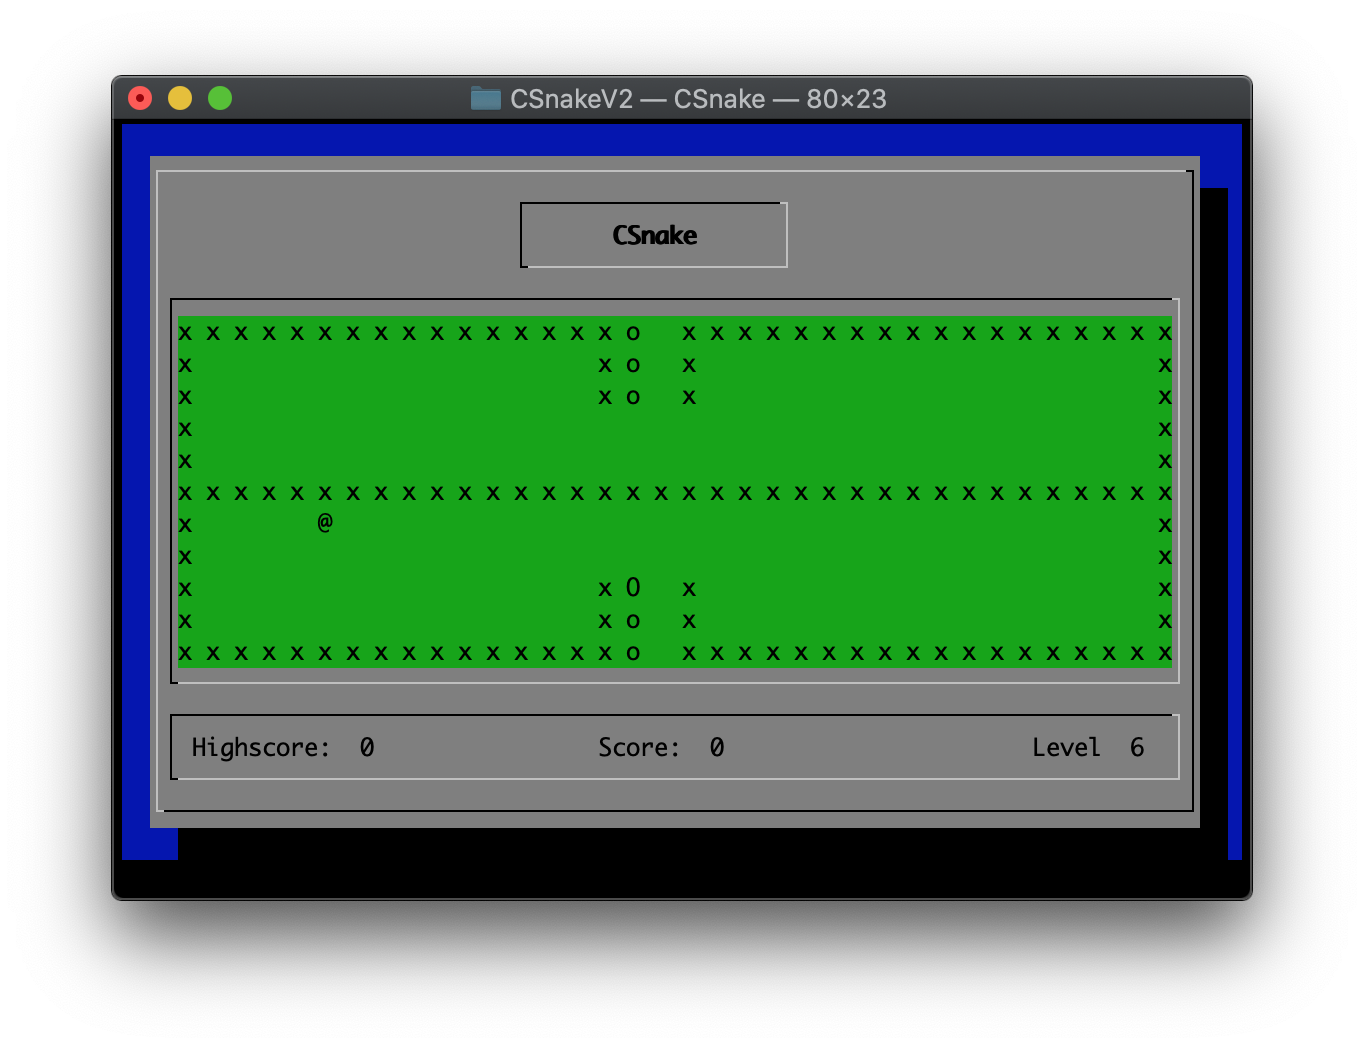 CSnakeV2 — CSnake — 80×23
CSnake
x x x x x x x x x x x x x x x x o   x x x x x x x x x x x x x x x x x x
x                             x o   x                                 x
x                             x o   x                                 x
x                                                                     x
x                                                                     x
x x x x x x x x x x x x x x x x x x x x x x x x x x x x x x x x x x x x
x         @                                                           x
x                                                                     x
x                             x O   x                                 x
x                             x o   x                                 x
x x x x x x x x x x x x x x x x o   x x x x x x x x x x x x x x x x x x
Highscore:  0                Score:  0                      Level  6